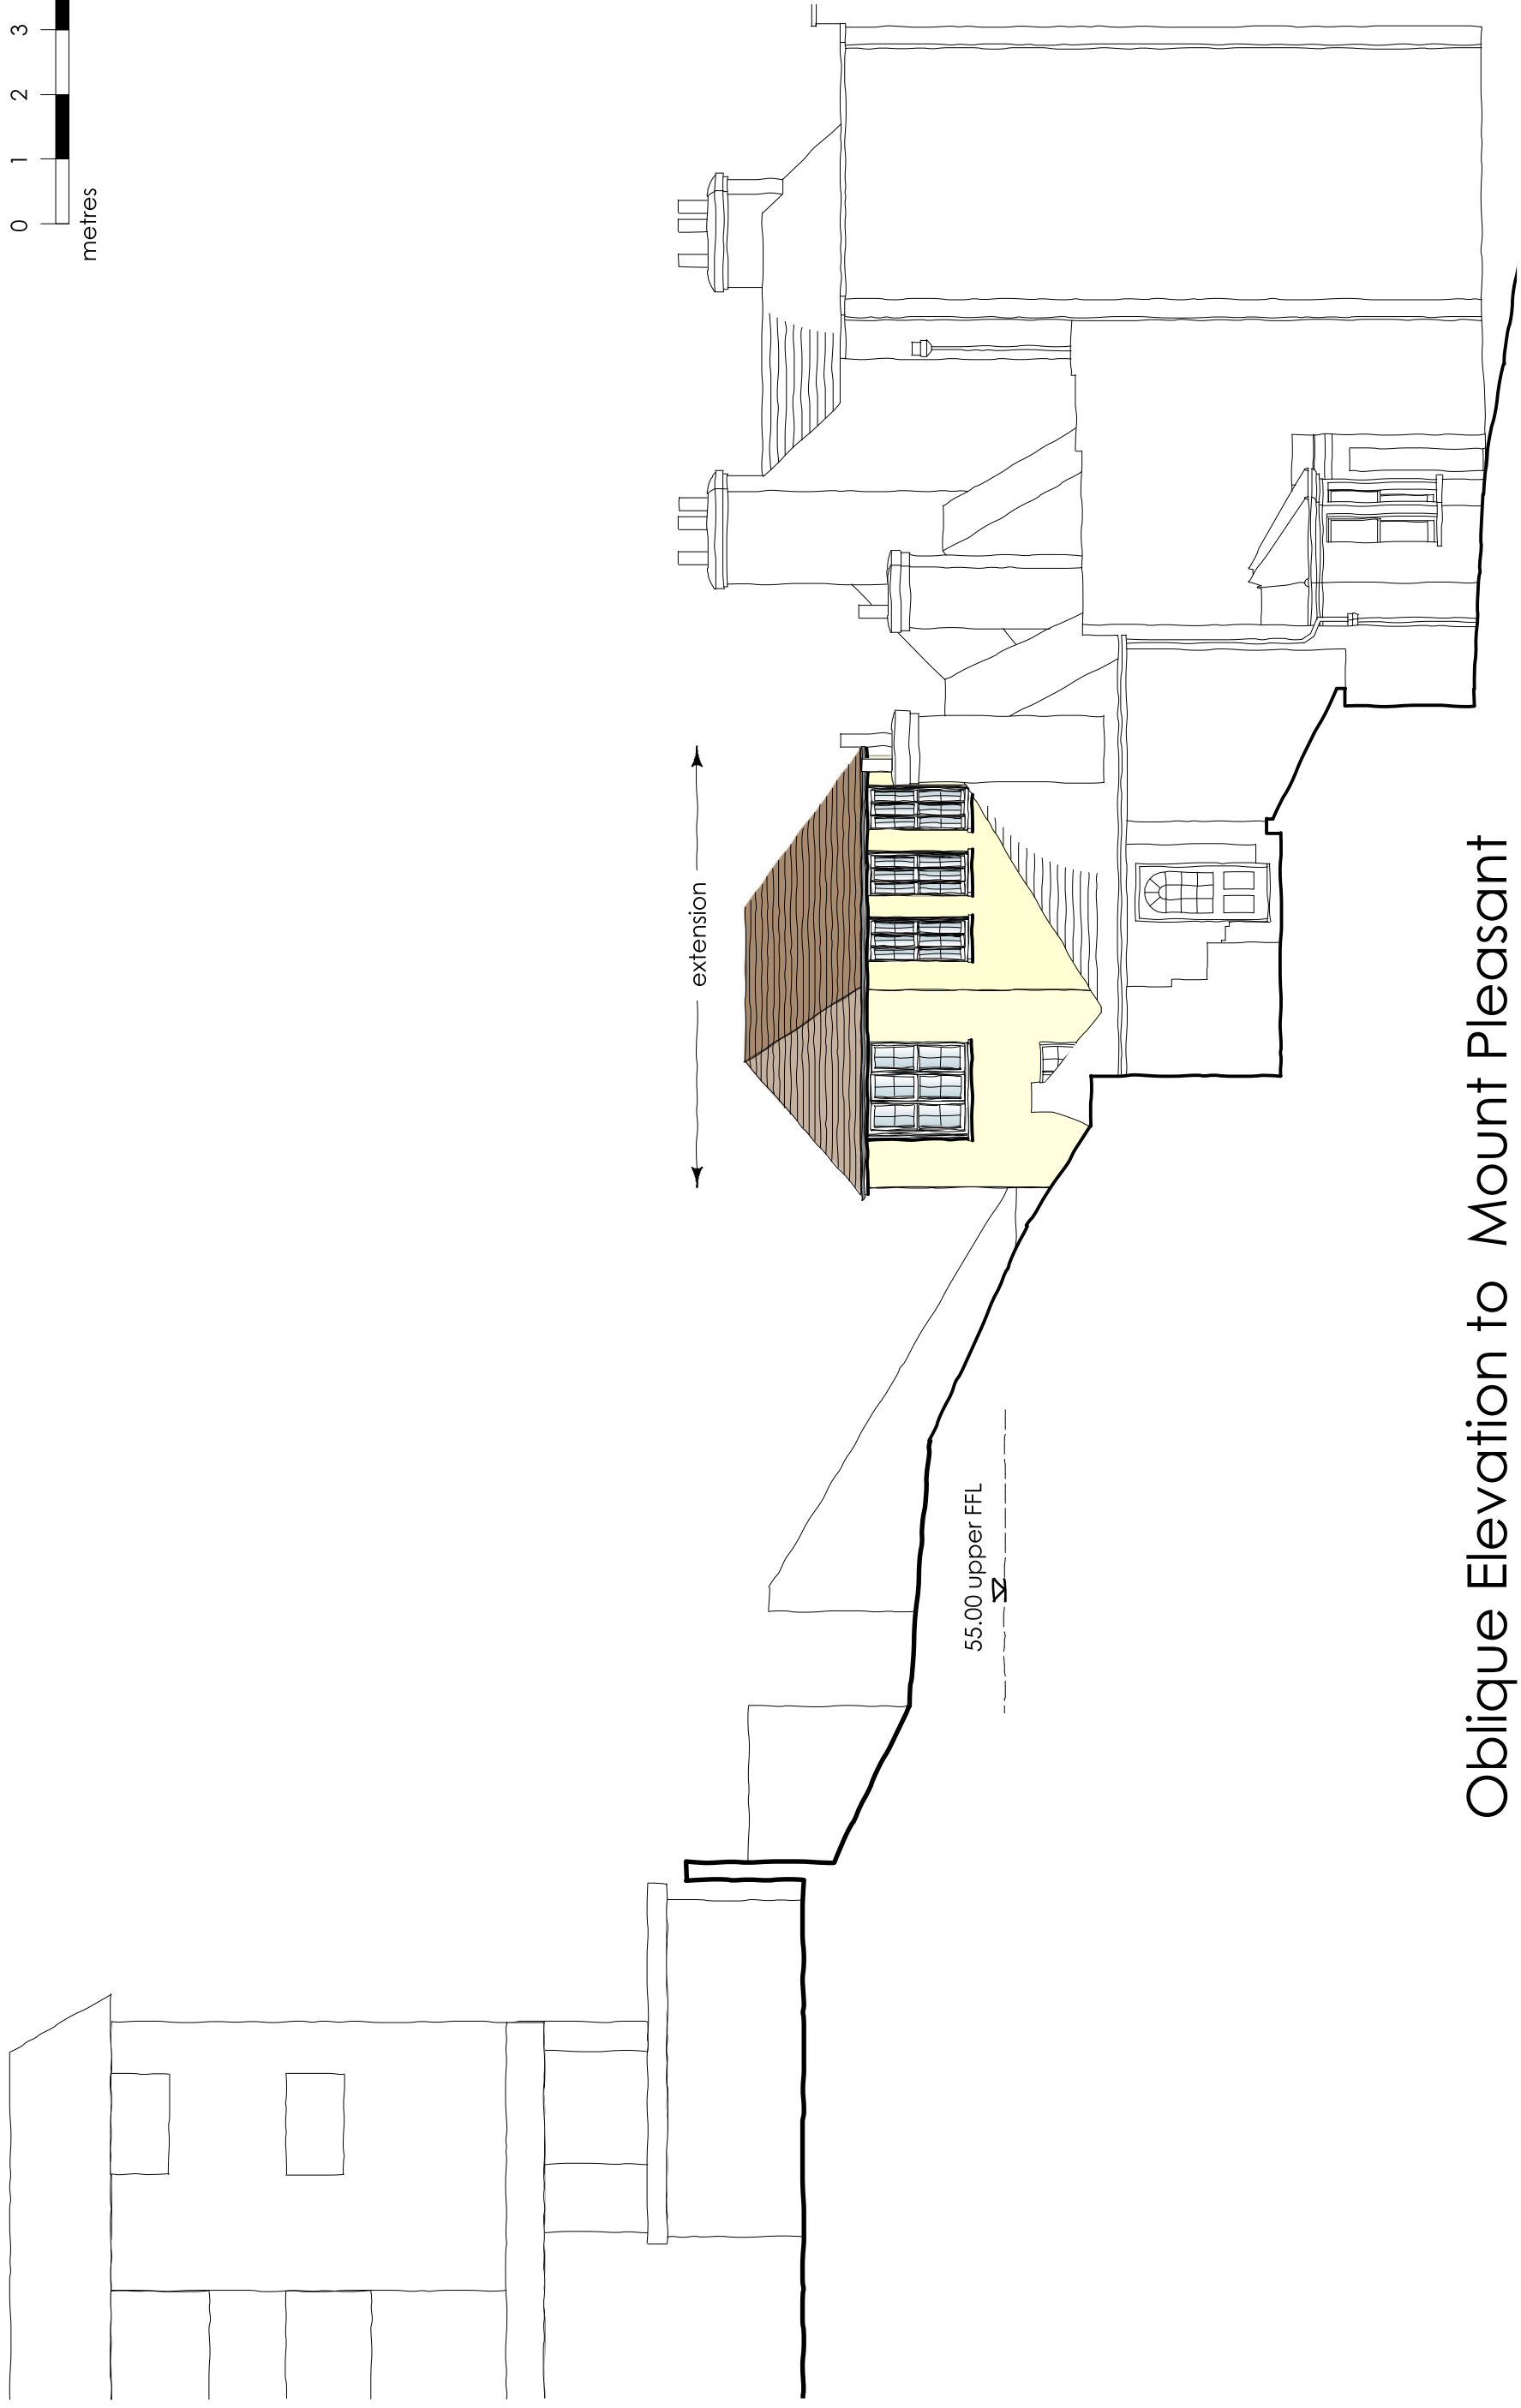 0 1 2 3
metres
extension
55.00 upper FFL
Oblique Elevation to Mount Pleasant